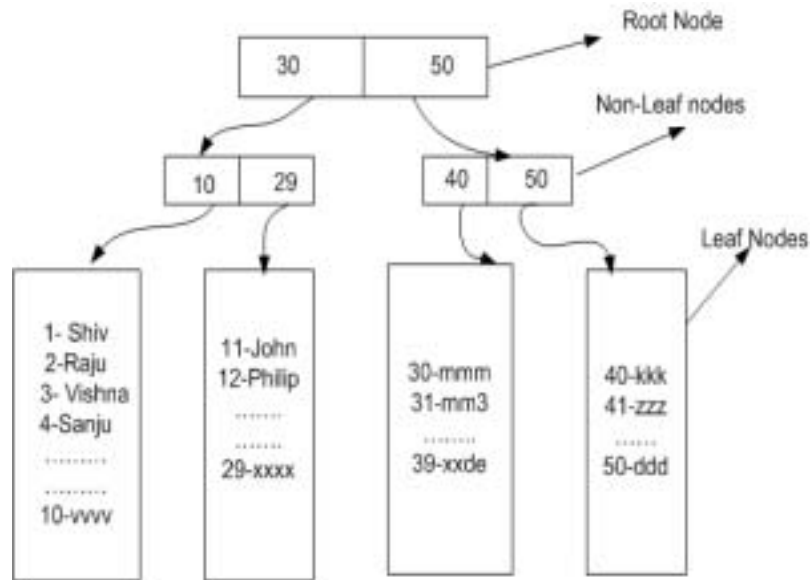 Root Node
30 50
Non-Leaf nodes
10 29
40 50
Leaf Nodes
1- Shiv
2-Raju
3- Vishna
4-Sanju
.........
.........
10-vvvv
11-John
12-Philip
.......
.......
29-xxxx
30-mmm
31-mm3
........
39-xxde
40-kkk
41-zzz
......
50-ddd